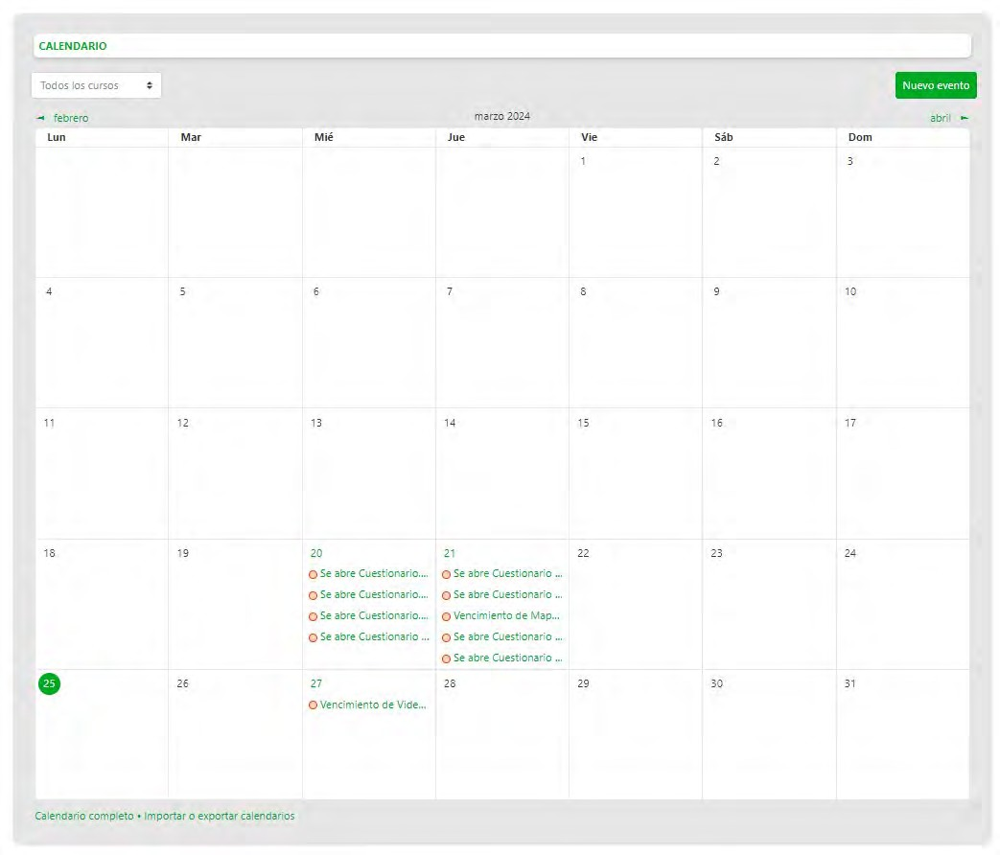 CALENDARIO
Todos los cursos
Nuevo evento
◄ febrero
marzo 2024
abril ►
Lun Mar Mié Jue Vie Sáb Dom
1 2 3
4 5 6 7 8 9 10
11 12 13 14 15 16 17
18 19 20 21 22 23 24
Se abre Cuestionario.... Se abre Cuestionario ...
Se abre Cuestionario.... Se abre Cuestionario ...
Se abre Cuestionario.... Vencimiento de Map...
Se abre Cuestionario ... Se abre Cuestionario ...
Se abre Cuestionario ...
25 26 27 28 29 30 31
Vencimiento de Vide...
Calendario completo • Importar o exportar calendarios